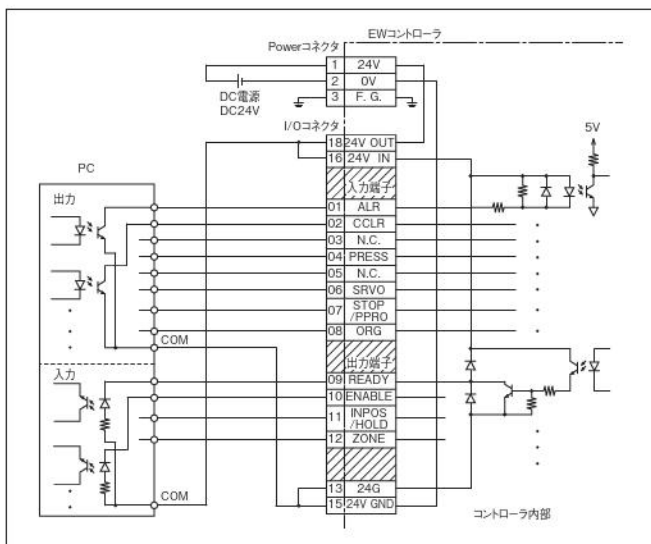 EWコントローラ
Powerコネクタ
1 24V
2 0V
3 F. G.
DC電源
DC24V
I/Oコネクタ
18 24V OUT
16 24V IN
5V
PC
入力端子
出力
01 ALR
02 CCLR
03 N.C.
04 PRESS
05 N.C.
06 SRVO
07 STOP
/PPRO
08 ORG
COM
出力端子
入力
09 READY
10 ENABLE
11 INPOS
/HOLD
12 ZONE
13 24G
COM
15 24V GND
コントローラ内部